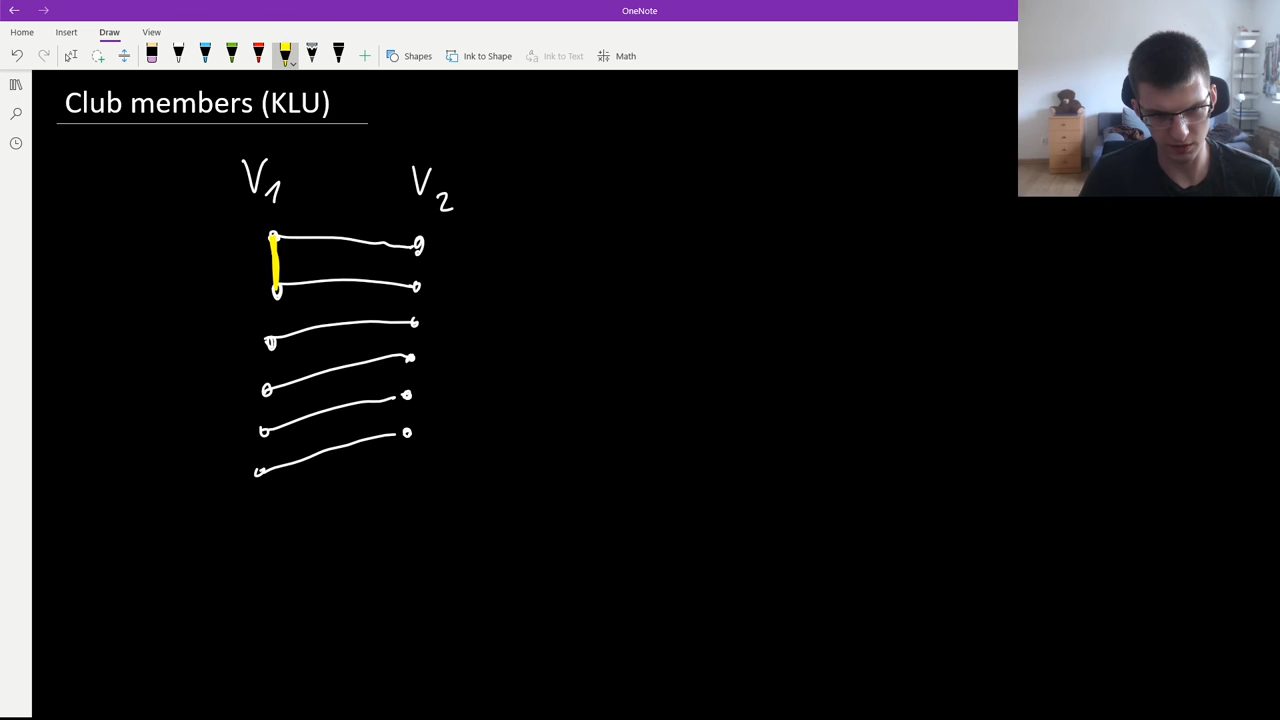 OneNote
Home Insert Draw View
Shapes Ink to Shape Ink to Text Math
Club members (KLU)
V₁ V₂